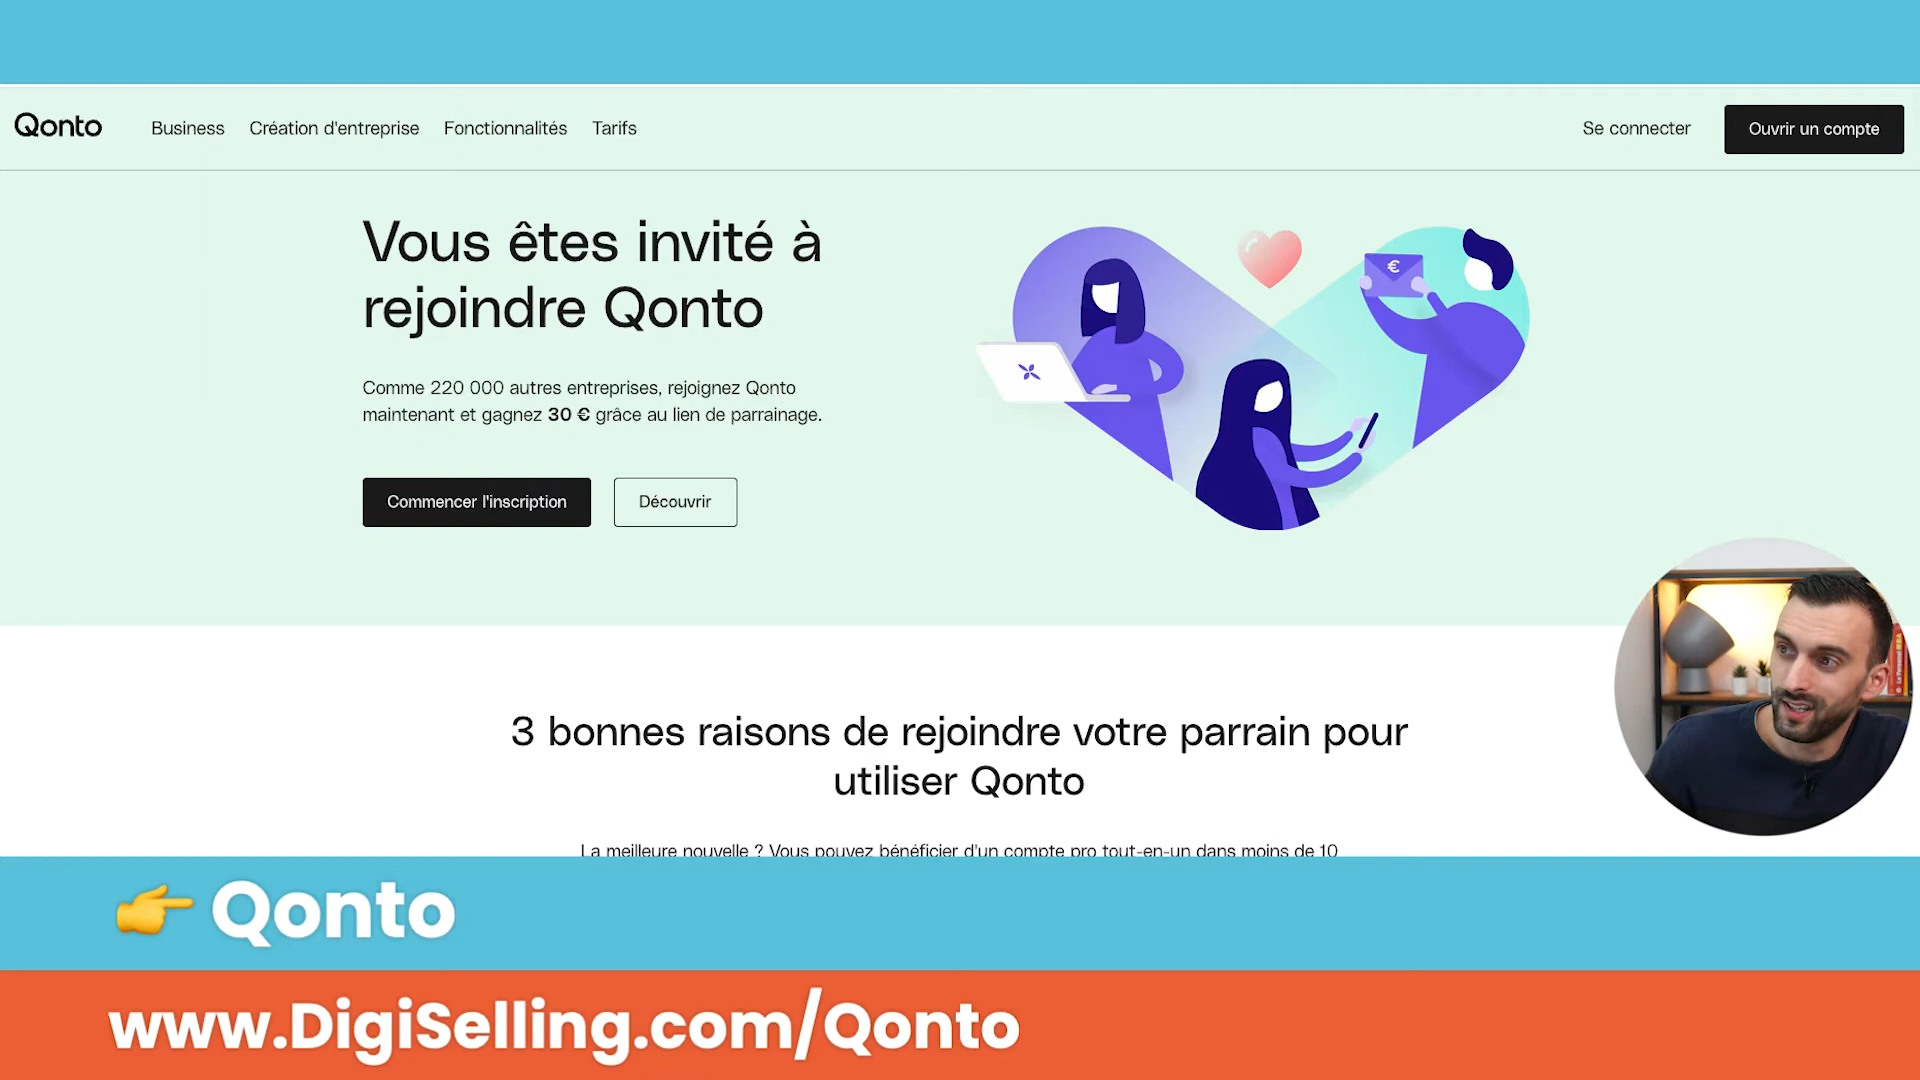 Qonto
Business
Création d'entreprise
Fonctionnalités
Tarifs
Se connecter
Ouvrir un compte
Vous êtes invité à
rejoindre Qonto
€
Comme 220 000 autres entreprises, rejoignez Qonto
maintenant et gagnez 30 € grâce au lien de parrainage.
Commencer l'inscription
Découvrir
3 bonnes raisons de rejoindre votre parrain pour
utiliser Qonto
La meilleure nouvelle ? Vous pouvez bénéficier d'un compte pro tout-en-un dans moins de 10
Qonto
www.DigiSelling.com/Qonto